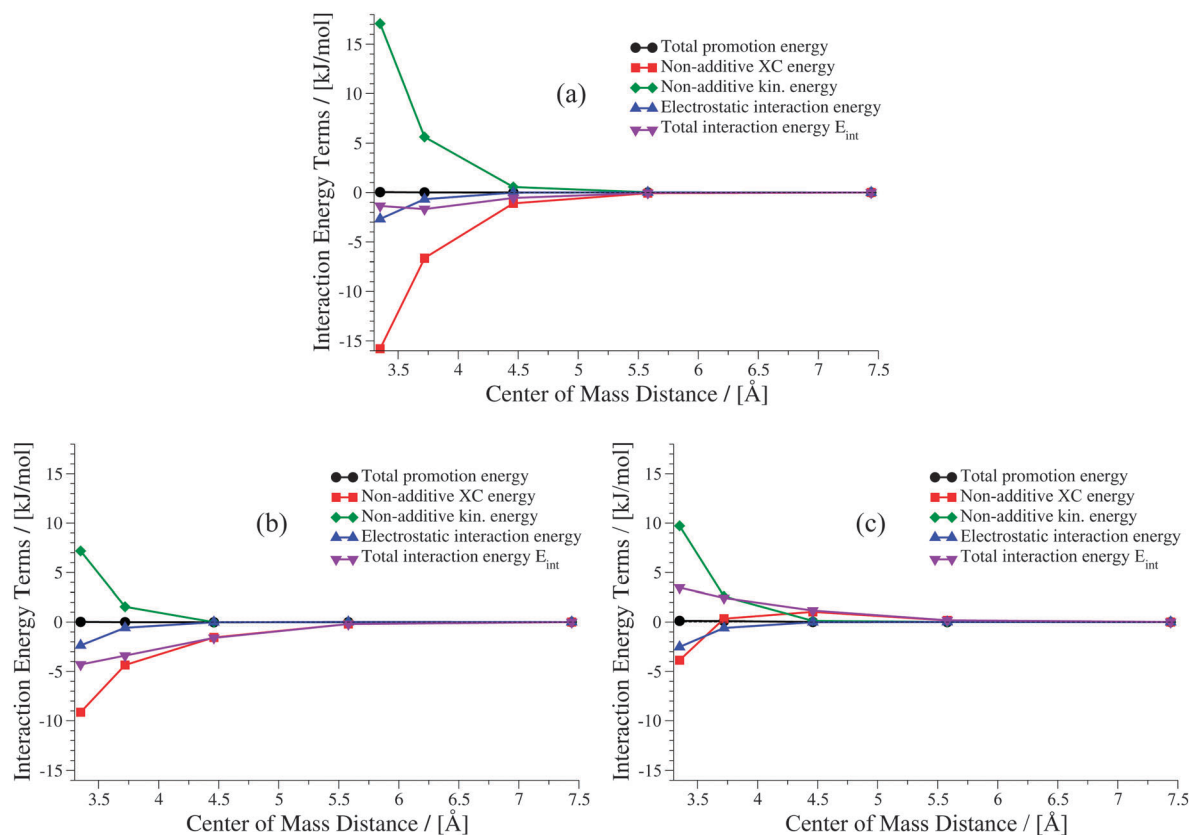 Interaction Energy Terms / [kJ/mol]
15
10
5
0
-5
-10
-15
Total promotion energy
Non-additive XC energy
Non-additive kin. energy
Electrostatic interaction energy
Total interaction energy E_int
(a)
3.5 4 4.5 5 5.5 6 6.5 7 7.5
Center of Mass Distance / [Å]
Interaction Energy Terms / [kJ/mol]
15
10
5
0
-5
-10
-15
Total promotion energy
Non-additive XC energy
Non-additive kin. energy
Electrostatic interaction energy
Total interaction energy E_int
(b)
3.5 4 4.5 5 5.5 6 6.5 7 7.5
Center of Mass Distance / [Å]
Interaction Energy Terms / [kJ/mol]
15
10
5
0
-5
-10
-15
Total promotion energy
Non-additive XC energy
Non-additive kin. energy
Electrostatic interaction energy
Total interaction energy E_int
(c)
3.5 4 4.5 5 5.5 6 6.5 7 7.5
Center of Mass Distance / [Å]